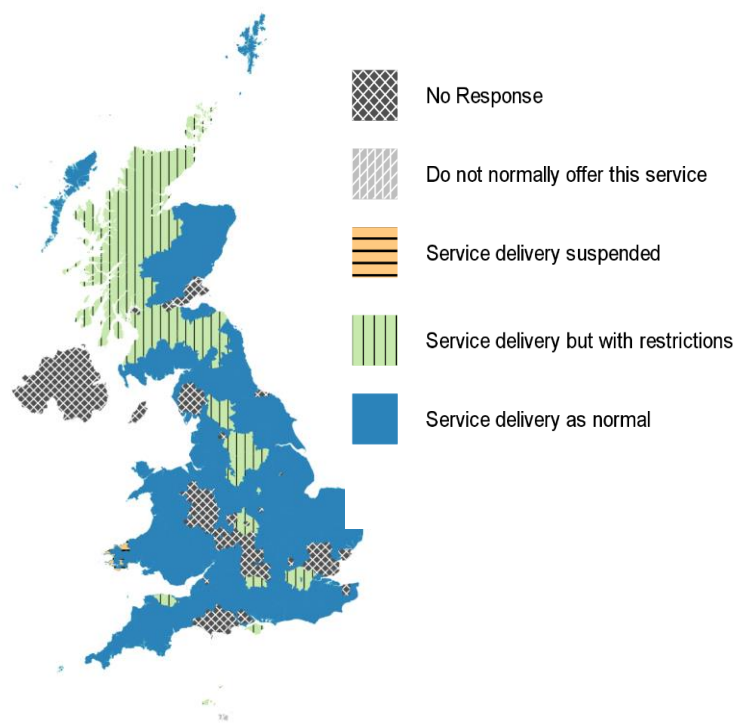 No Response
Do not normally offer this service
Service delivery suspended
Service delivery but with restrictions
Service delivery as normal